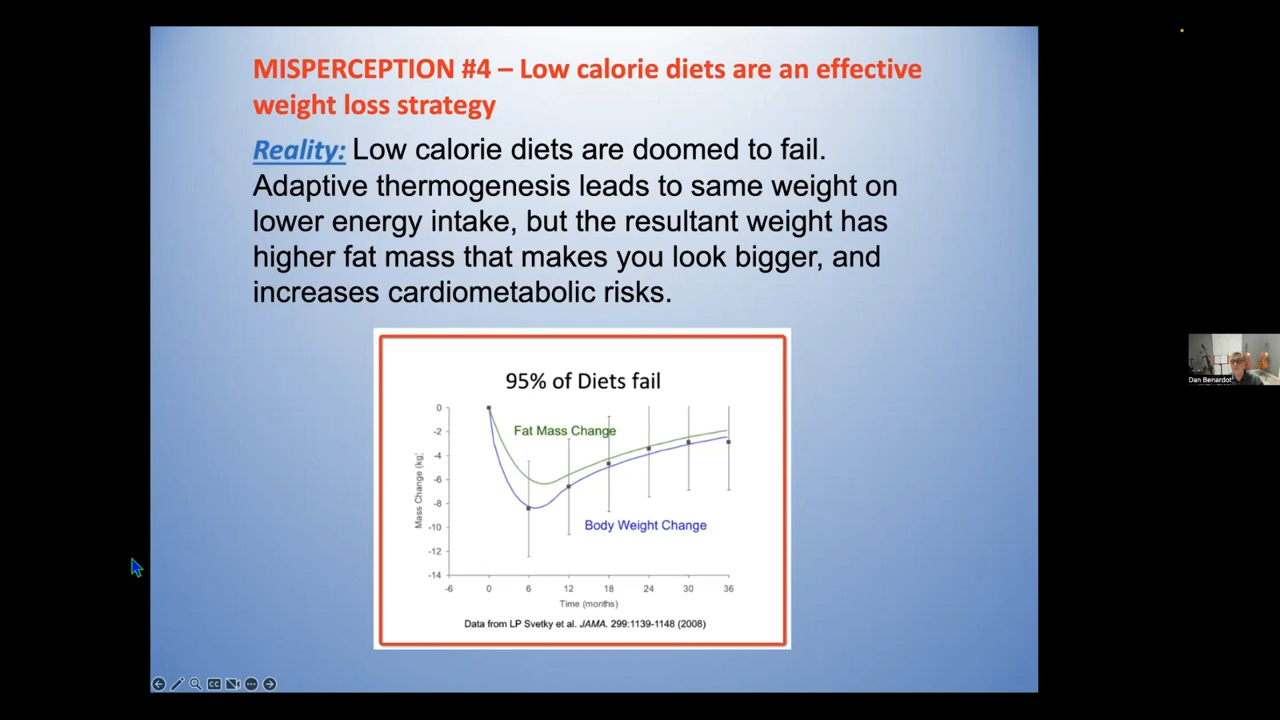 MISPERCEPTION #4 – Low calorie diets are an effective
weight loss strategy
Reality: Low calorie diets are doomed to fail.
Adaptive thermogenesis leads to same weight on
lower energy intake, but the resultant weight has
higher fat mass that makes you look bigger, and
increases cardiometabolic risks.
95% of Diets fail
Fat Mass Change
Body Weight Change
Mass Change (kg)
0
-2
-4
-6
-8
-10
-12
-14
-6 0 6 12 18 24 30 36
Time (months)
Data from LP Svetky et al. JAMA. 299:1139-1148 (2008)
Dan Benardot
CC